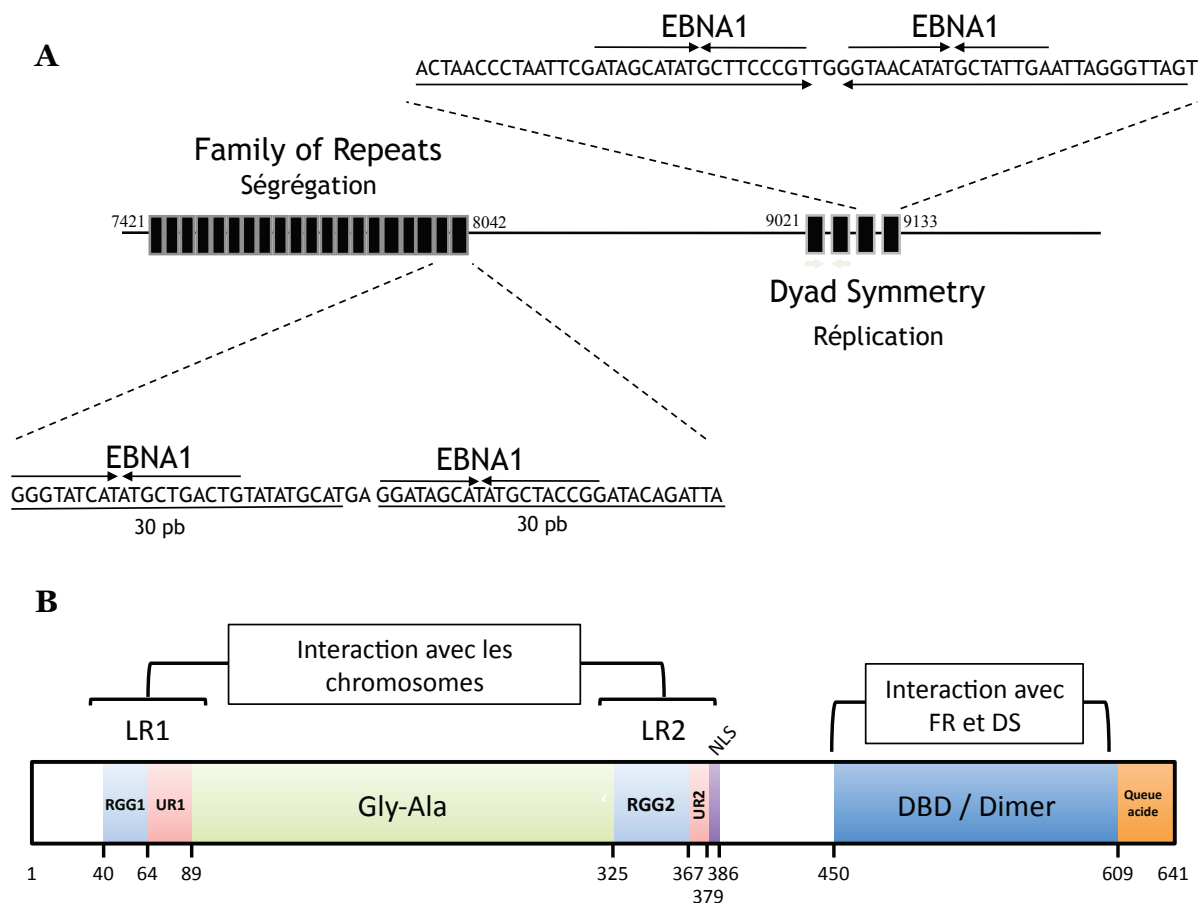 A
EBNA1 EBNA1
ACTAACCCTAATTCGATAGCATATGCTTCCCGTTGGGTAACATATGCTATTGAATTAGGGTTAGT
Family of Repeats
Ségrégation
7421 8042 9021 9133
Dyad Symmetry
Réplication
EBNA1 EBNA1
GGGTATCATATGCTGACTGTATATGCATGA GGATAGCATATGCTACCGGATACAGATTA
30 pb 30 pb
B
Interaction avec les
chromosomes
Interaction avec
FR et DS
LR1 LR2 NLS
RGG1 UR1 Gly-Ala RGG2 UR2 DBD / Dimer Queue
acide
1 40 64 89 325 367 386 450 609 641
379